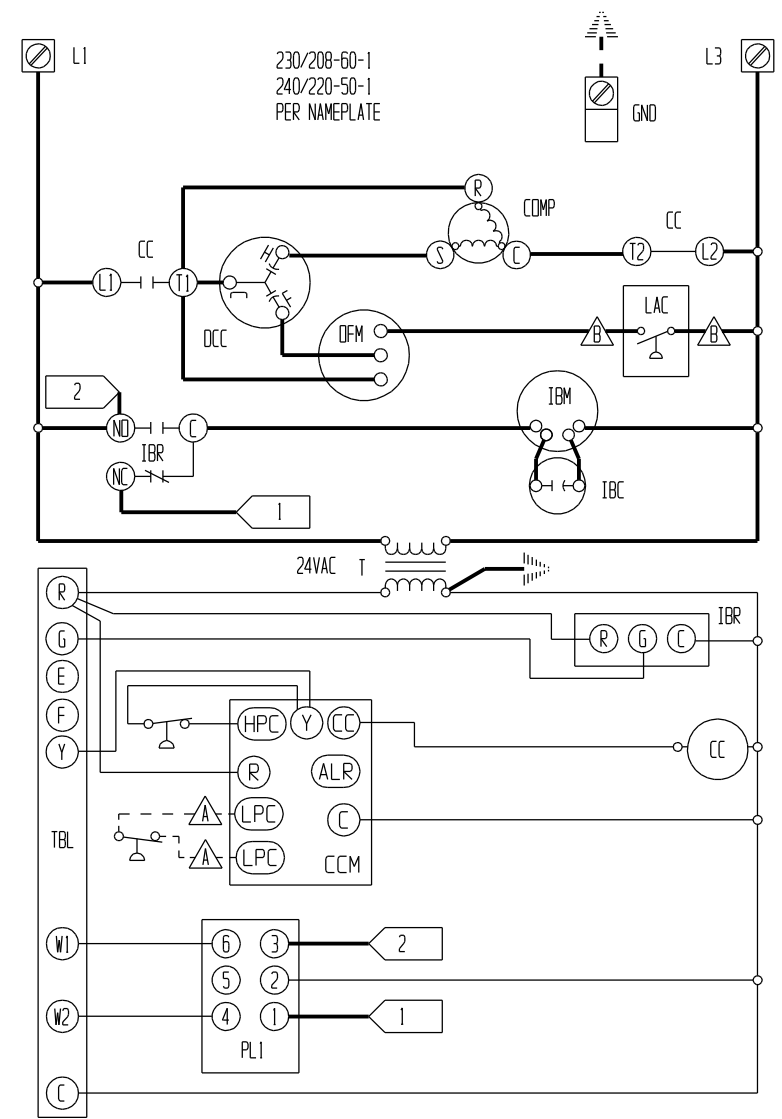 L1
230/208-60-1
240/220-50-1
PER NAMEPLATE
L3
GND
R
COMP
CC
S
C
T2
L2
CC
L1
T1
H
F
DCC
OFM
LAC
B
B
2
IBM
NO
C
IBR
NC
IBC
1
24VAC T
R
IBR
R G C
G
E
F
Y
HPC Y CC
CC
R
ALR
A
LPC
C
TBL
A
LPC
CCM
W1
6 3
2
5 2
W2
4 1
1
PL1
C